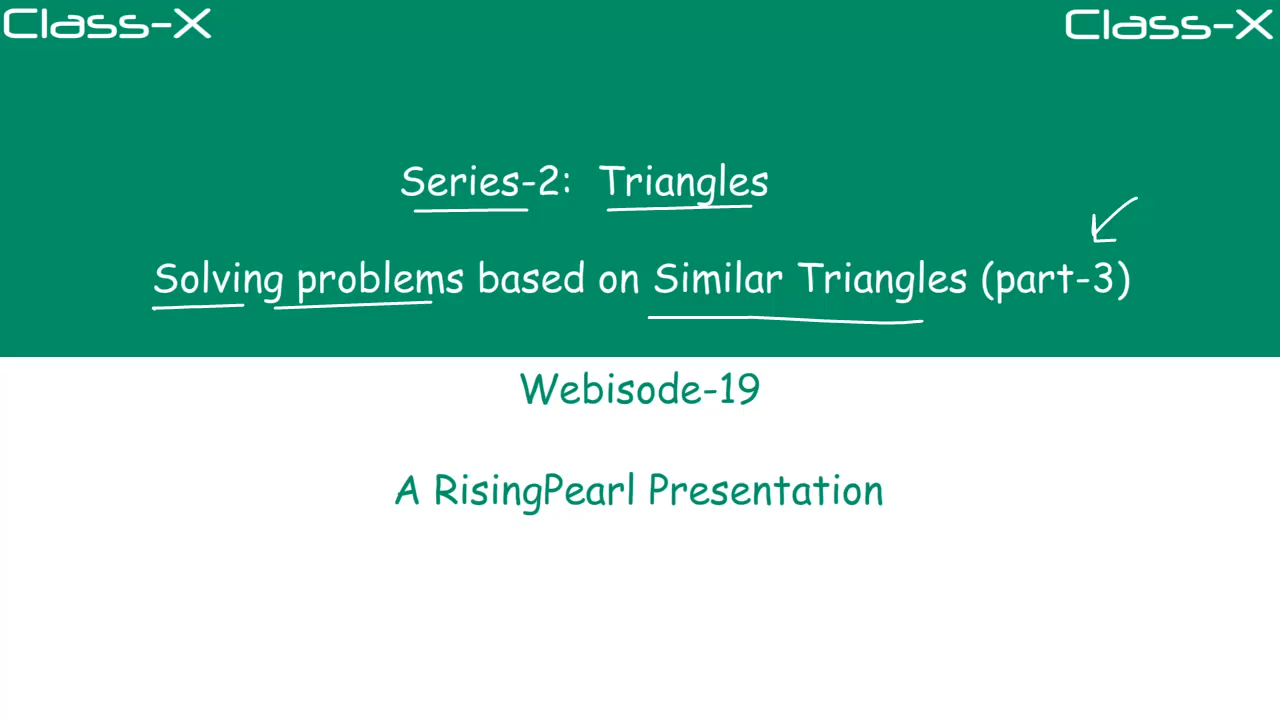 Class-X Class-X
Series-2: Triangles
Solving problems based on Similar Triangles (part-3)
Webisode-19
A RisingPearl Presentation